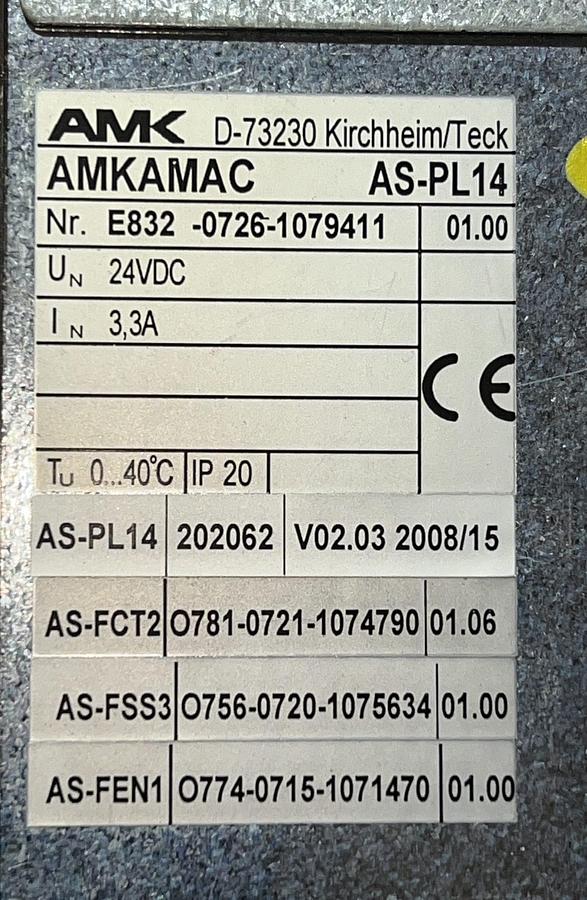 AMK D-73230 Kirchheim/Teck
AMKAMAC AS-PL14
Nr. E832 -0726-1079411 01.00
UN 24VDC
IN 3,3A
CE
TU 0...40°C IP 20
AS-PL14 202062 V02.03 2008/15
AS-FCT2 O781-0721-1074790 01.06
AS-FSS3 O756-0720-1075634 01.00
AS-FEN1 O774-0715-1071470 01.00